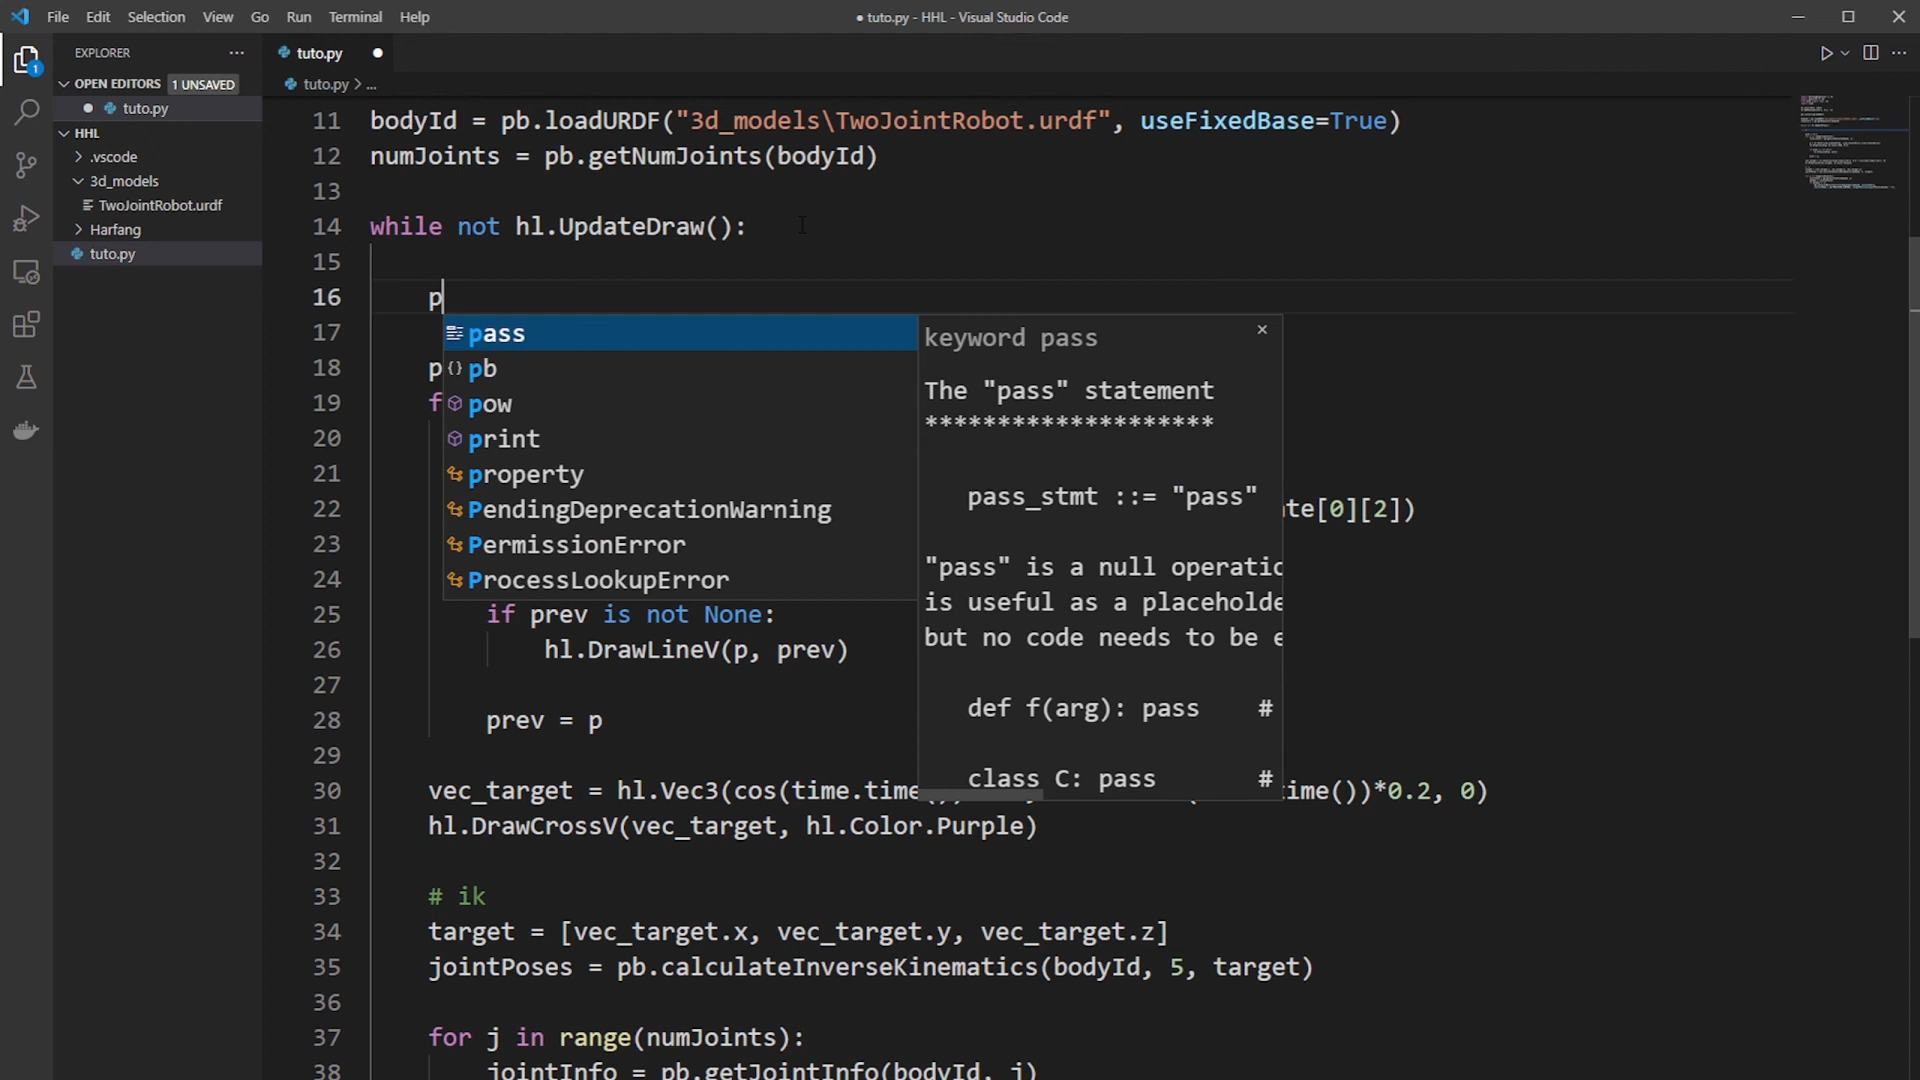 File Edit Selection View Go Run Terminal Help
● tuto.py - HHL - Visual Studio Code
EXPLORER ...
tuto.py ●
1
OPEN EDITORS 1 UNSAVED
● tuto.py
HHL
.vscode
3d_models
TwoJointRobot.urdf
Harfang
tuto.py
tuto.py > ...
11 bodyId = pb.loadURDF("3d_models\TwoJointRobot.urdf", useFixedBase=True)
12 numJoints = pb.getNumJoints(bodyId)
13
14 while not hl.UpdateDraw():
15
16 p
17
18 p
19 f
20
21
22 [0][2])
23
24
25 if prev is not None:
26 hl.DrawLineV(p, prev)
27
28 prev = p
29
30 vec_target = hl.Vec3(cos(time.time( ())*0.2, 0)
31 hl.DrawCrossV(vec_target, hl.Color.Purple)
32
33 # ik
34 target = [vec_target.x, vec_target.y, vec_target.z]
35 jointPoses = pb.calculateInverseKinematics(bodyId, 5, target)
36
37 for j in range(numJoints):
38 jointInfo = pb.getJointInfo(bodyId, j)
pass
pb
pow
print
property
PendingDeprecationWarning
PermissionError
ProcessLookupError
keyword pass
The "pass" statement
********************
pass_stmt ::= "pass"
"pass" is a null operatio
is useful as a placeholde
but no code needs to be e
def f(arg): pass #
class C: pass #